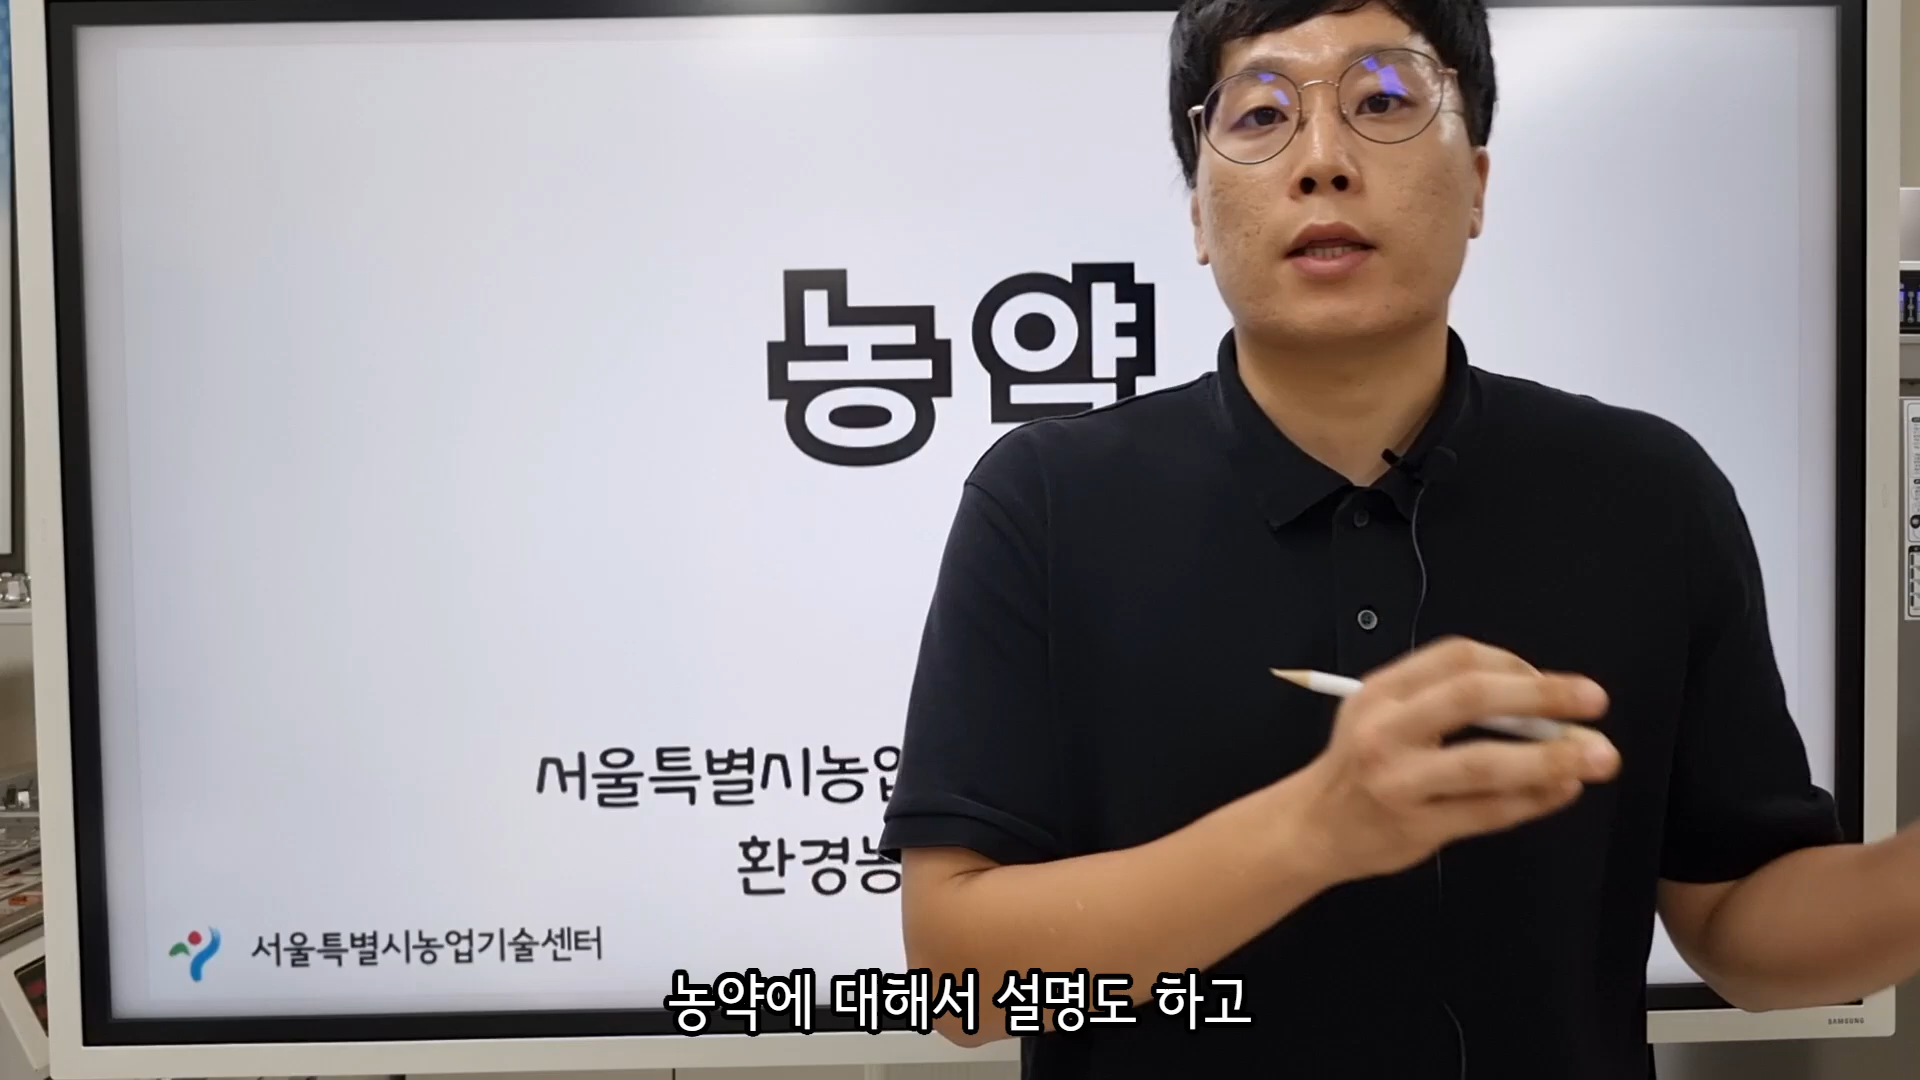 농약
서울특별시농업
환경농
서울특별시농업기술센터
농약에 대해서 설명도 하고
SAMSUNG